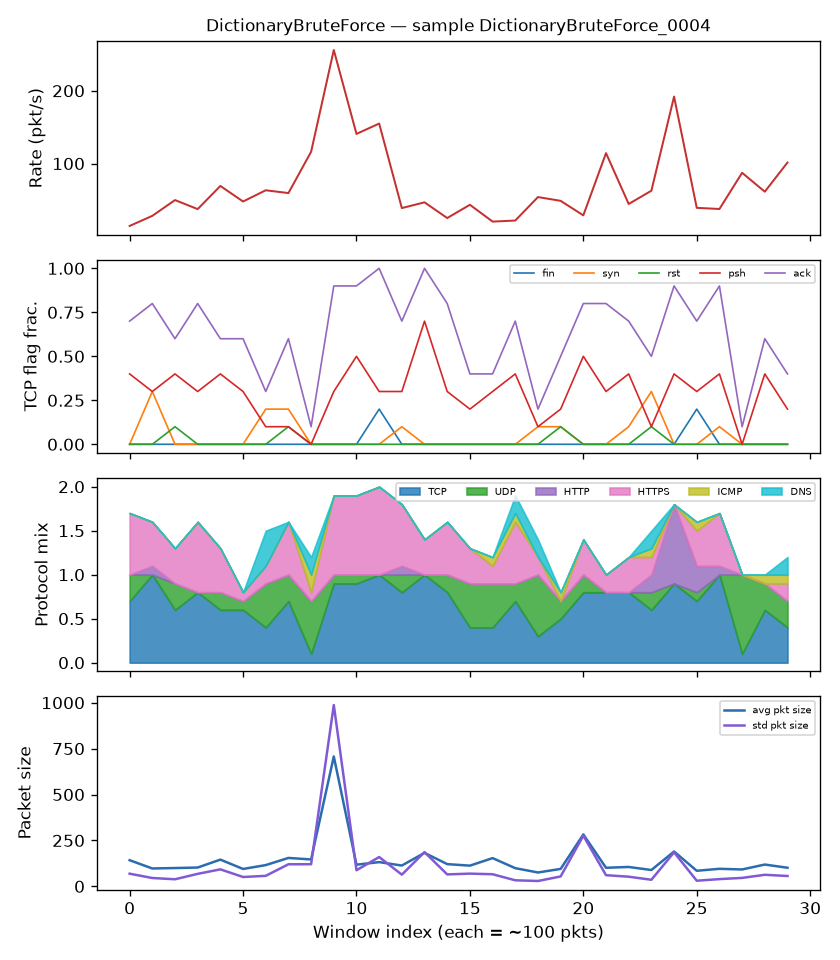 DictionaryBruteForce — sample DictionaryBruteForce_0004
Rate (pkt/s)
200
100
TCP flag frac.
1.00
0.75
0.50
0.25
0.00
fin syn rst psh ack
Protocol mix
2.0
1.5
1.0
0.5
0.0
TCP UDP HTTP HTTPS ICMP DNS
Packet size
1000
750
500
250
0
avg pkt size
std pkt size
0 5 10 15 20 25 30
Window index (each = ~100 pkts)